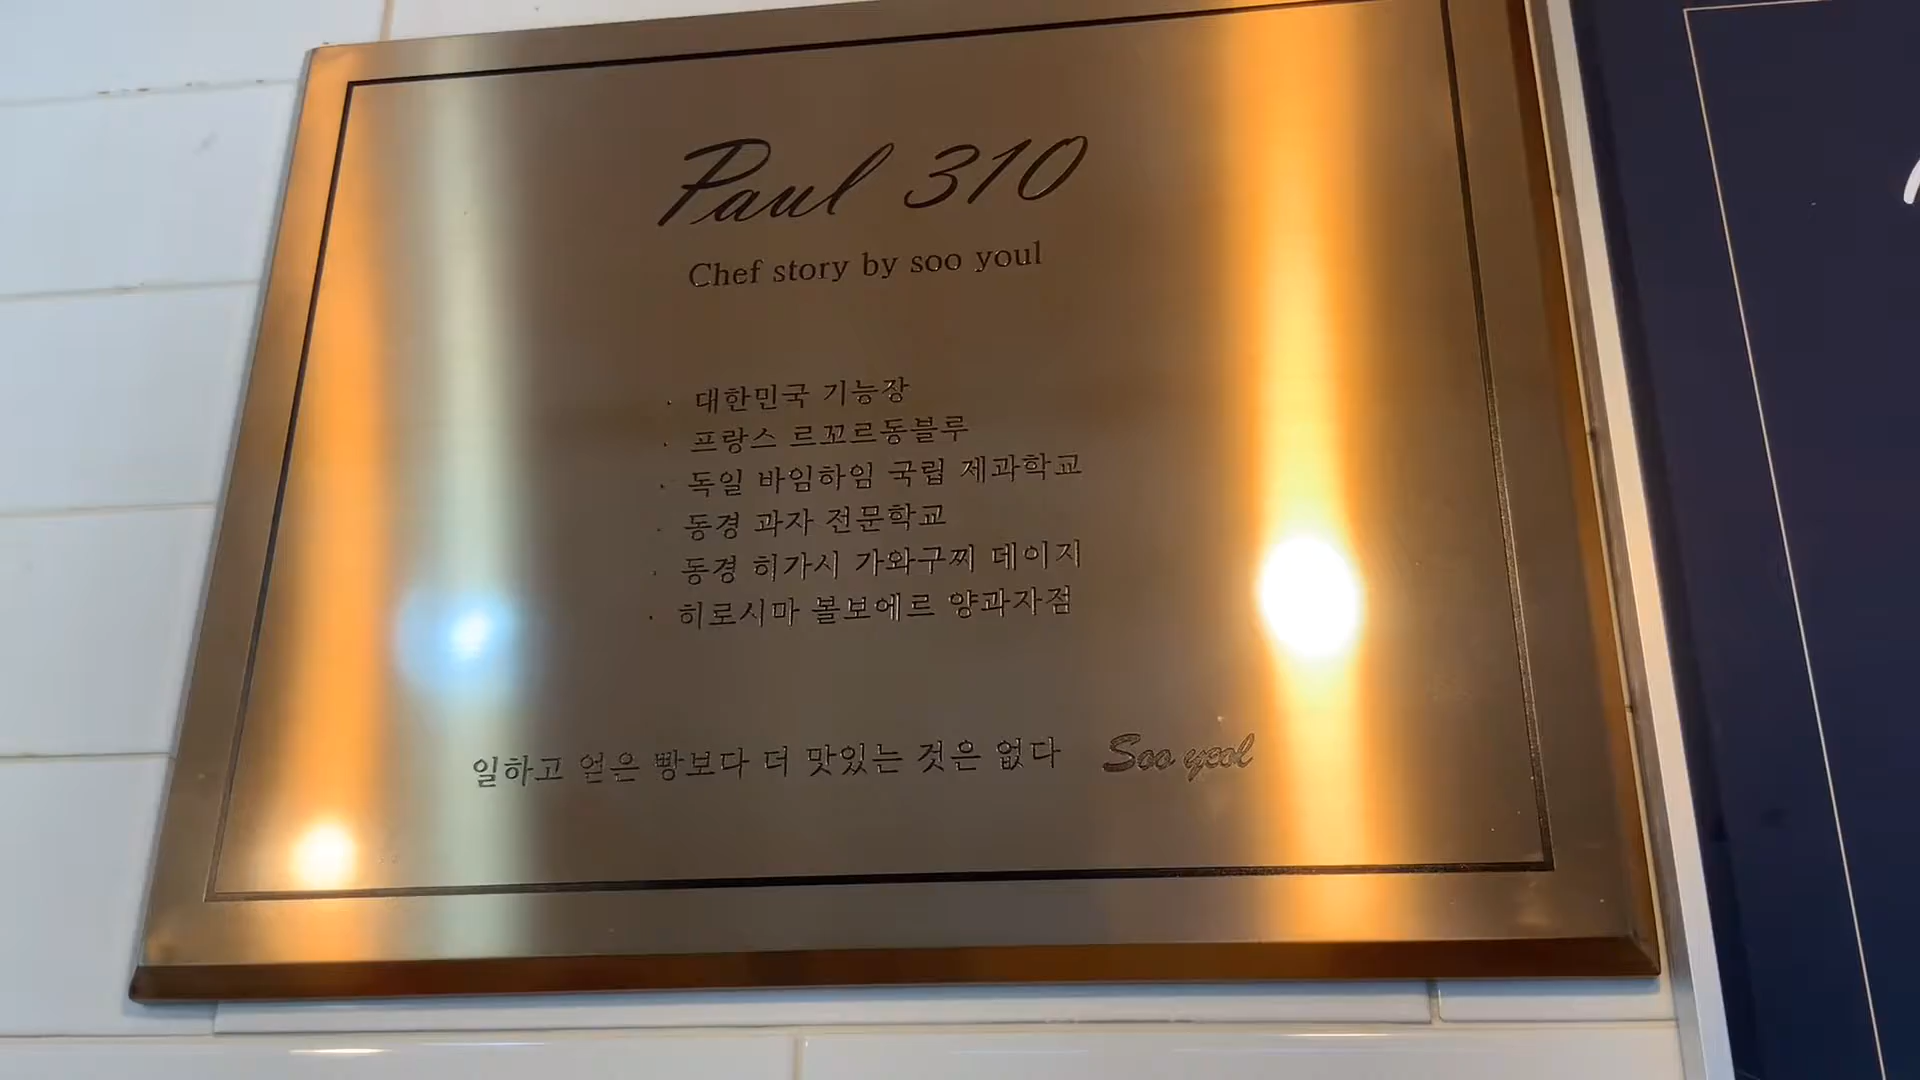 Paul 310
Chef story by soo youl
· 대한민국 기능장
· 프랑스 르꼬르동블루
· 독일 바임하임 국립 제과학교
· 동경 과자 전문학교
· 동경 히가시 가와구찌 데이지
· 히로시마 볼보에르 양과자점
일하고 얻은 빵보다 더 맛있는 것은 없다 Soo yeol